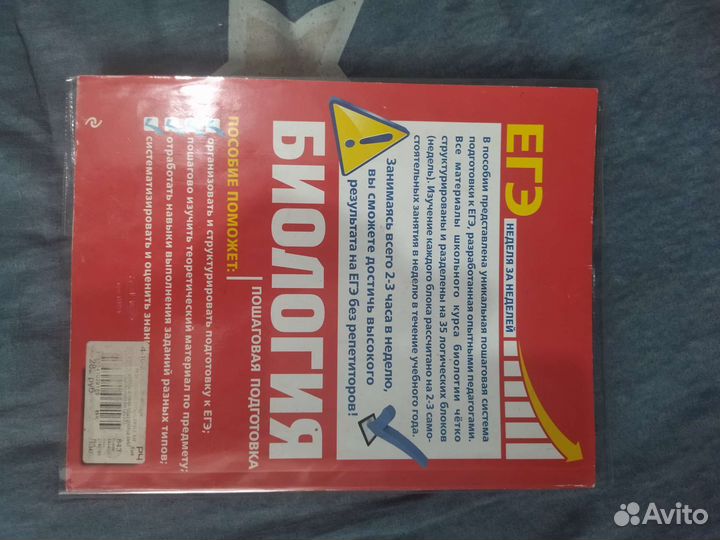 ЕГЭ
НЕДЕЛЯ ЗА НЕДЕЛЕЙ
В пособии представлена уникальная пошаговая система
подготовки к ЕГЭ, разработанная опытными педагогами.
Все материалы школьного курса биологии чётко
структурированы и разделены на 35 логических блоков
(недель). Изучение каждого блока рассчитано на 2-3 само-
стоятельных занятия в неделю в течение учебного года.
Занимаясь всего 2-3 часа в неделю,
вы сможете достичь высокого
результата на ЕГЭ без репетиторов!
БИОЛОГИЯ
ПОШАГОВАЯ ПОДГОТОВКА
ПОСОБИЕ ПОМОЖЕТ:
организовать и структурировать подготовку к ЕГЭ;
пошагово изучить теоретический материал по предмету;
отработать навыки выполнения заданий разных типов;
систематизировать и оценить
РЧ
847
руб
Avito